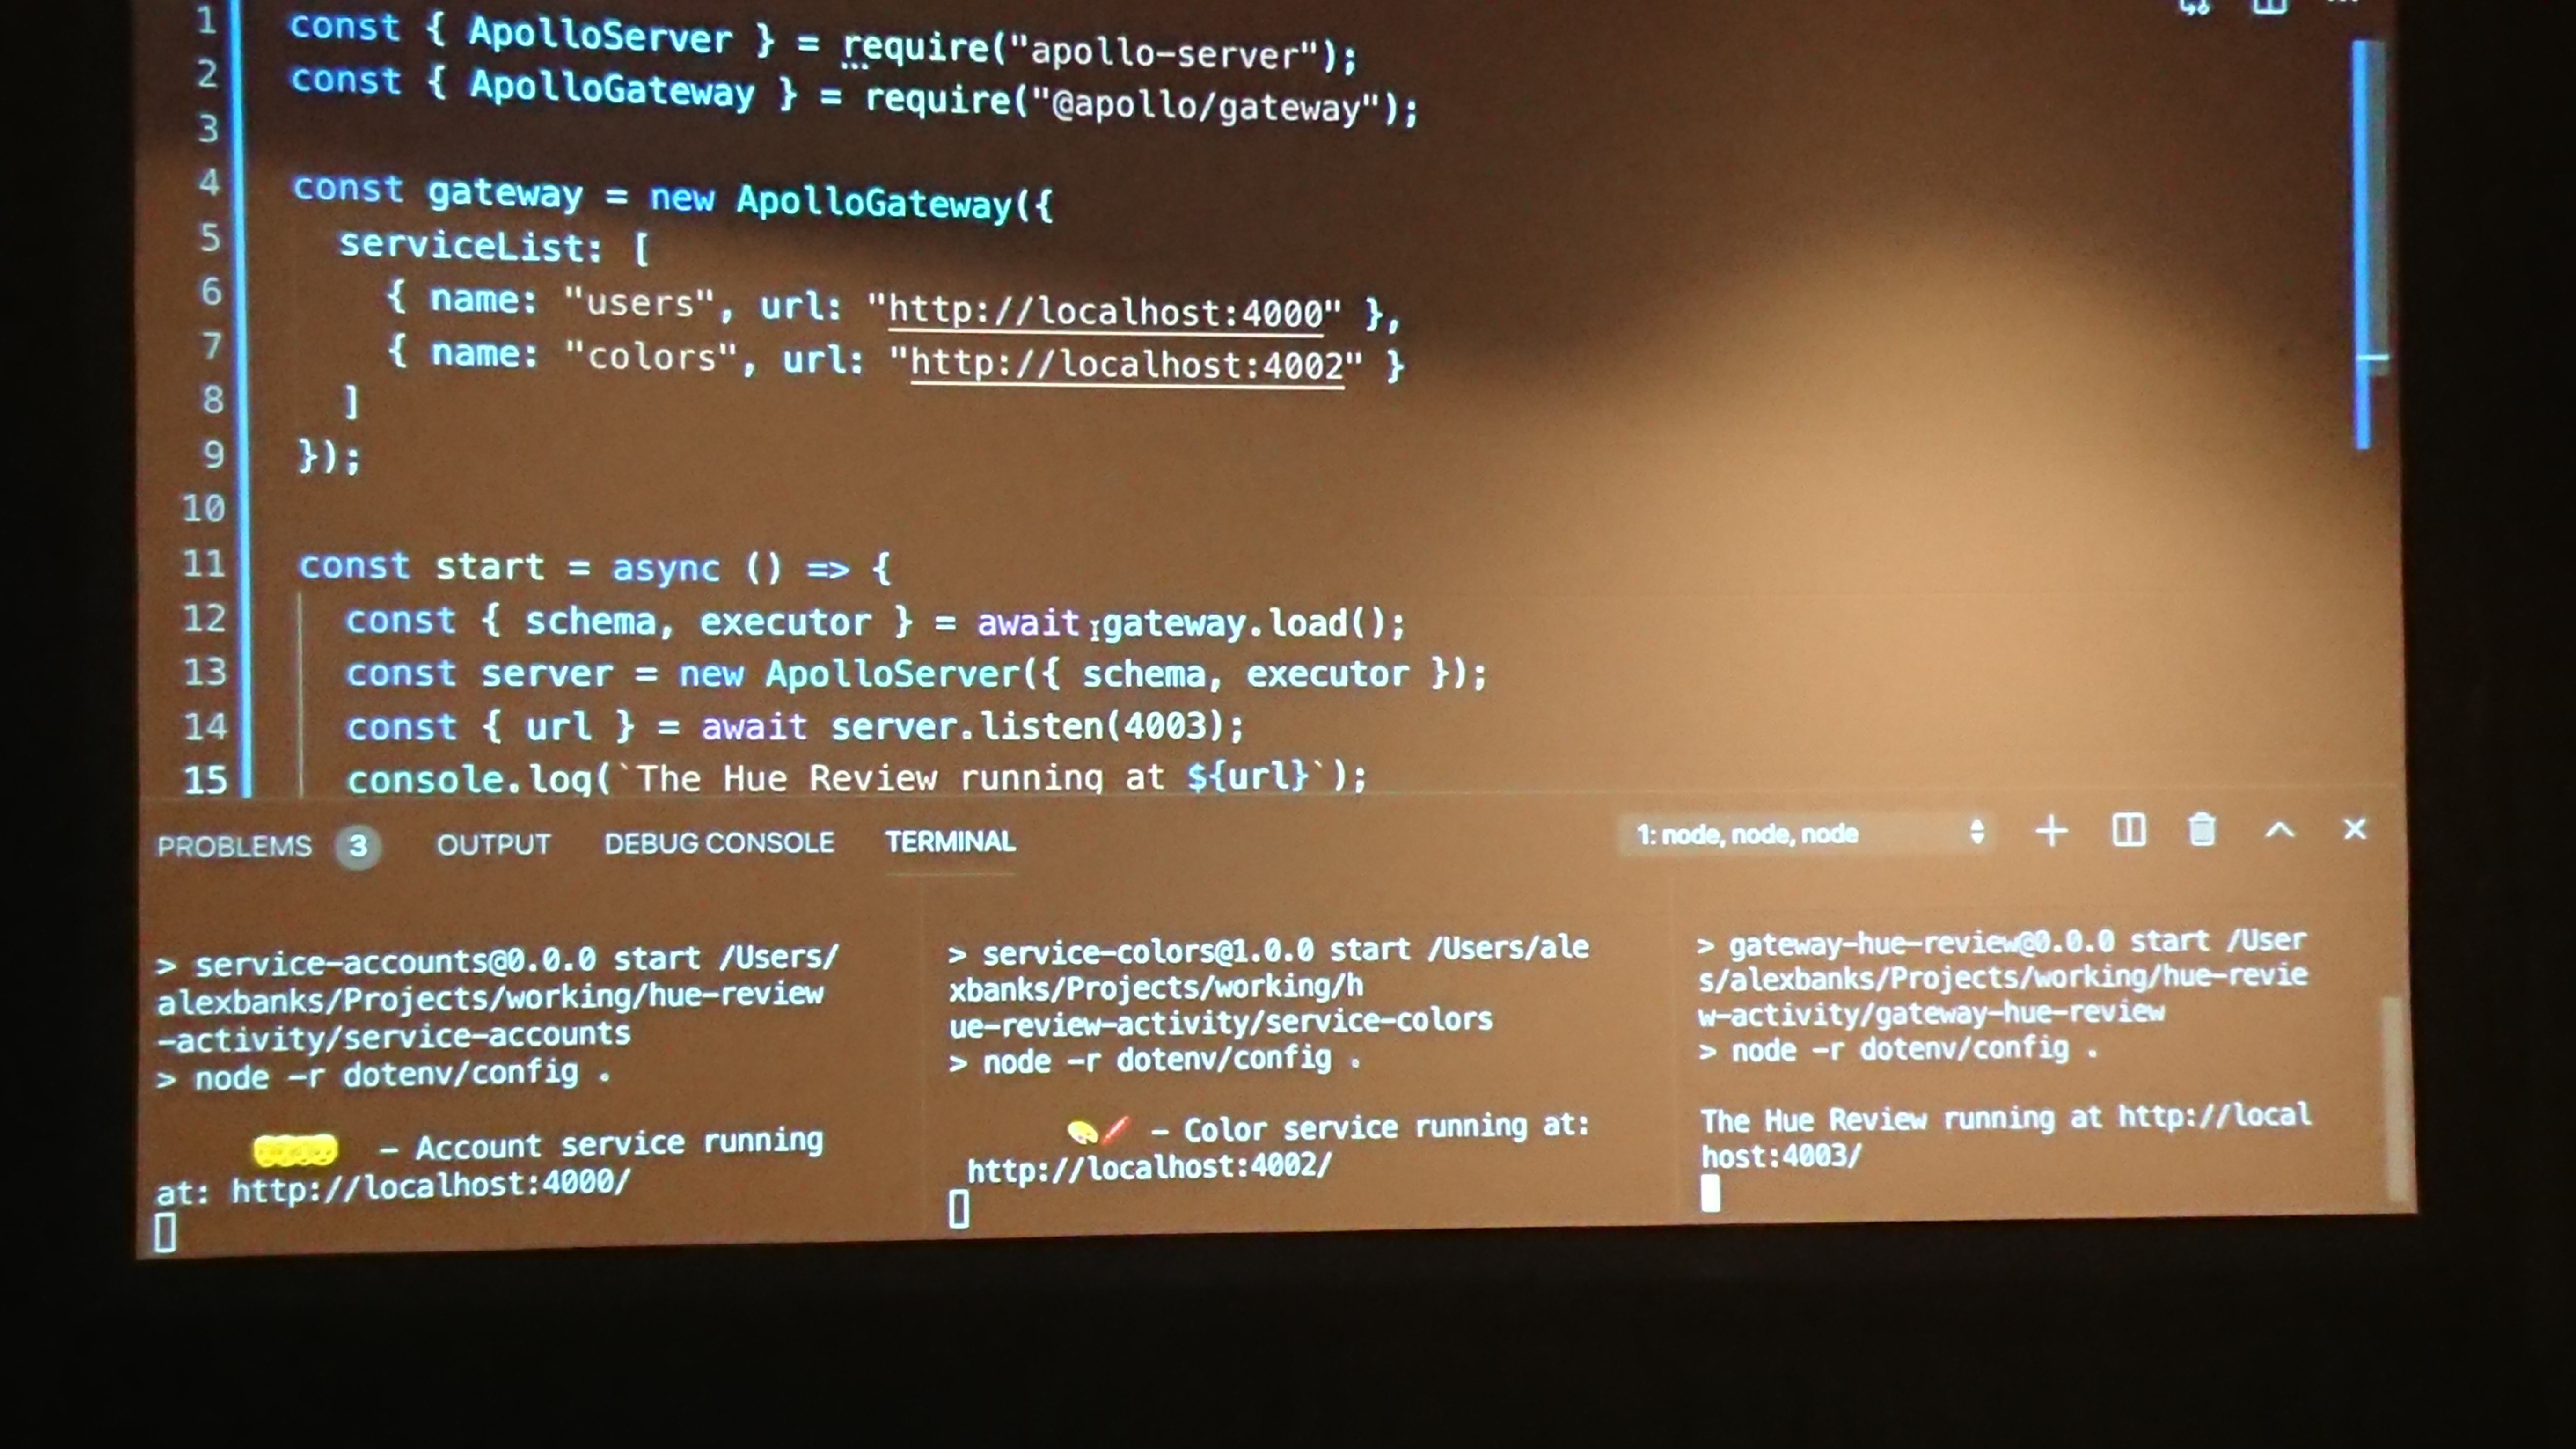 1 const { ApolloServer } = require("apollo-server");
2 const { ApolloGateway } = require("@apollo/gateway");
3
4 const gateway = new ApolloGateway({
5 serviceList: [
6 { name: "users", url: "http://localhost:4000" },
7 { name: "colors", url: "http://localhost:4002" }
8 ]
9 });
10
11 const start = async () => {
12 const { schema, executor } = await gateway.load();
13 const server = new ApolloServer({ schema, executor });
14 const { url } = await server.listen(4003);
15 console.log(`The Hue Review running at ${url}`);
PROBLEMS 3 OUTPUT DEBUG CONSOLE TERMINAL 1: node, node, node
> service-accounts@0.0.0 start /Users/
alexbanks/Projects/working/hue-review
-activity/service-accounts
> node -r dotenv/config .
– Account service running
at: http://localhost:4000/
> service-colors@1.0.0 start /Users/ale
xbanks/Projects/working/h
ue-review-activity/service-colors
> node -r dotenv/config .
– Color service running at:
http://localhost:4002/
> gateway-hue-review@0.0.0 start /User
s/alexbanks/Projects/working/hue-revie
w-activity/gateway-hue-review
> node -r dotenv/config .
The Hue Review running at http://local
host:4003/